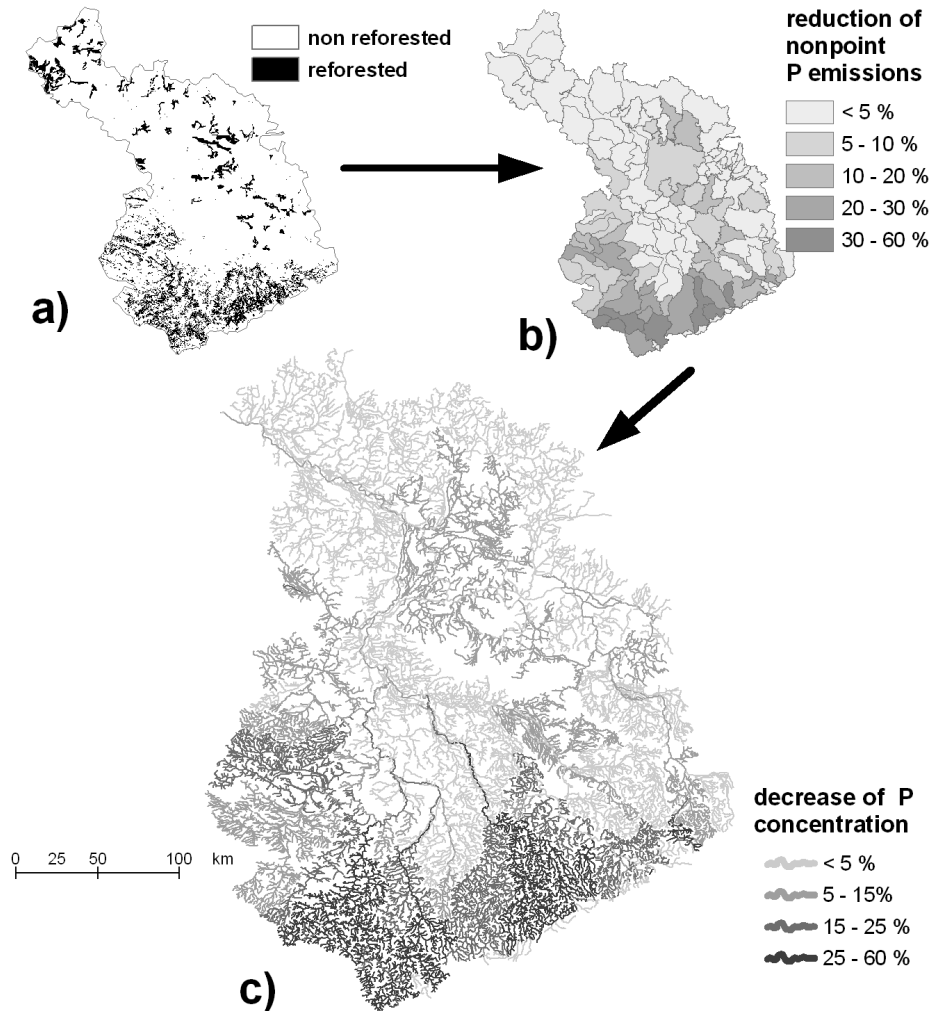 non reforested
reforested
a)
reduction of
nonpoint
P emissions
< 5 %
5 - 10 %
10 - 20 %
20 - 30 %
30 - 60 %
b)
decrease of P
concentration
< 5 %
5 - 15%
15 - 25 %
25 - 60 %
0 25 50 100 km
c)